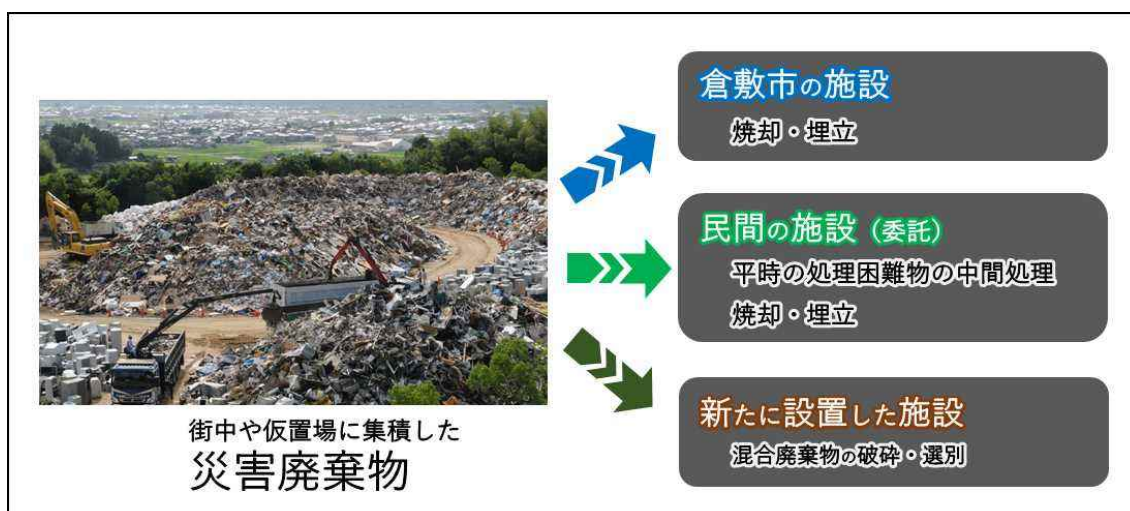 街中や仮置場に集積した
災害廃棄物
倉敷市の施設
焼却・埋立
民間の施設（委託）
平時の処理困難物の中間処理
焼却・埋立
新たに設置した施設
混合廃棄物の破砕・選別